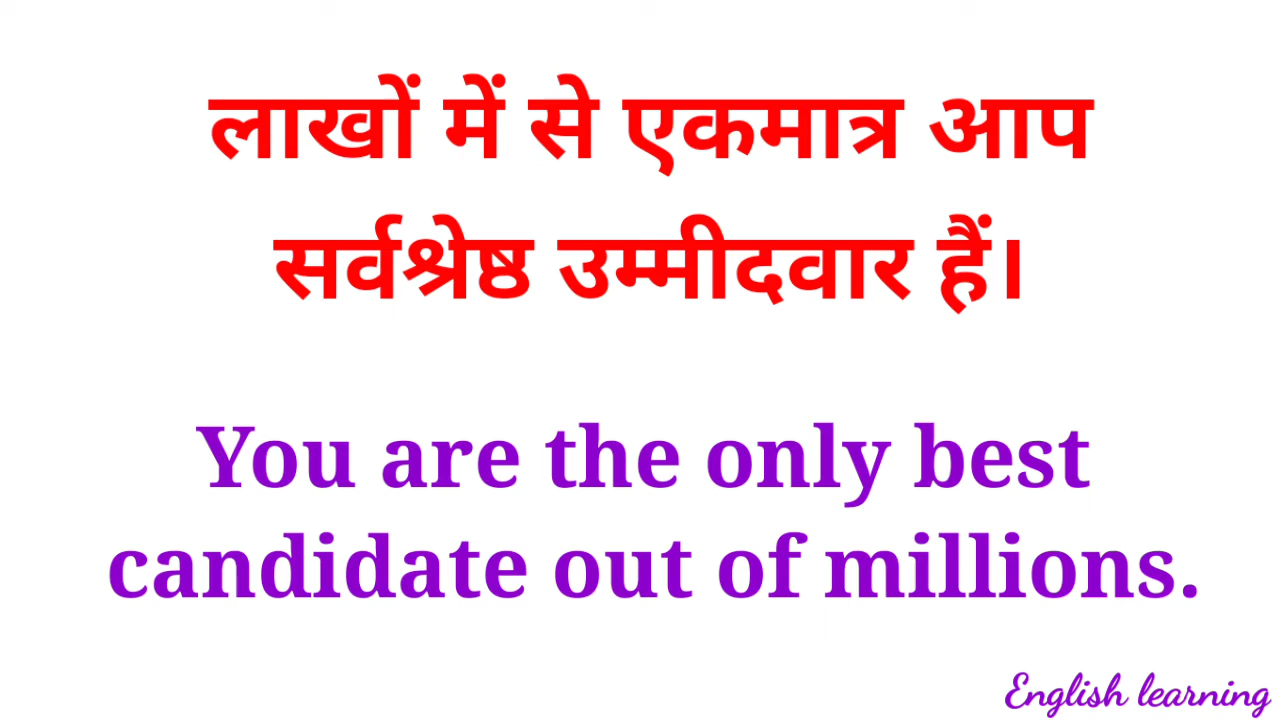 लाखों में से एकमात्र आप
सर्वश्रेष्ठ उम्मीदवार हैं।
You are the only best
candidate out of millions.
English learning